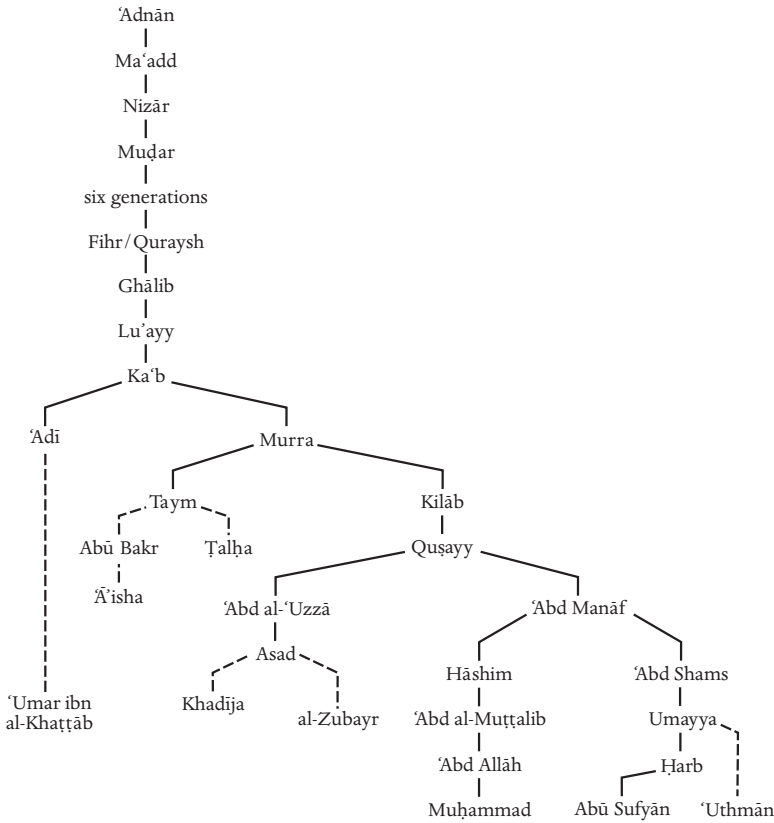 ʿAdnān
Maʿadd
Nizār
Muḍar
six generations
Fihr/Quraysh
Ghālib
Luʾayy
Kaʿb
ʿAdī
Murra
Taym
Kilāb
Abū Bakr
Ṭalḥa
Quṣayy
ʿĀʾisha
ʿAbd al-ʿUzzā
ʿAbd Manāf
Asad
Hāshim
ʿAbd Shams
ʿUmar ibn
al-Khaṭṭāb
Khadīja
al-Zubayr
ʿAbd al-Muṭṭalib
Umayya
ʿAbd Allāh
Ḥarb
Muḥammad
Abū Sufyān
ʿUthmān